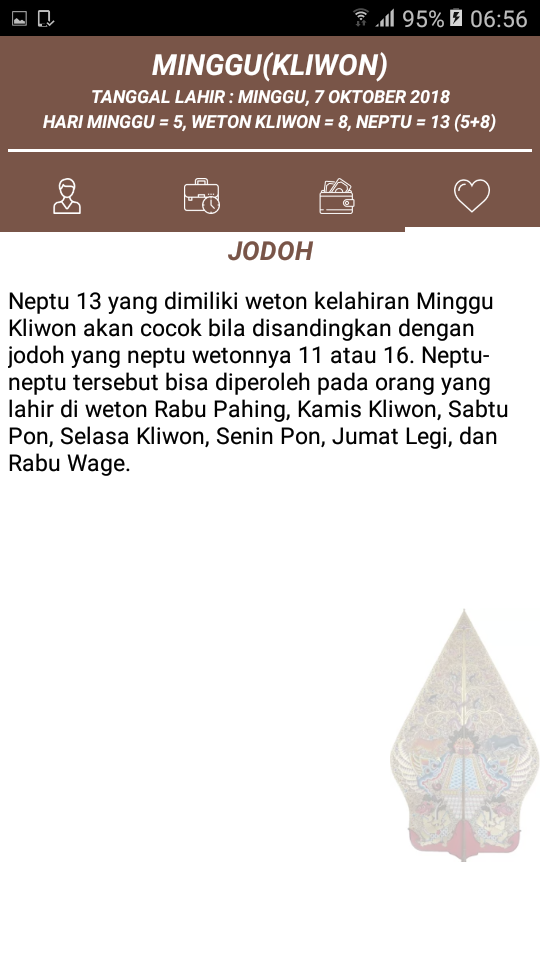 95% 06:56
MINGGU(KLIWON)
TANGGAL LAHIR : MINGGU, 7 OKTOBER 2018
HARI MINGGU = 5, WETON KLIWON = 8, NEPTU = 13 (5+8)
JODOH
Neptu 13 yang dimiliki weton kelahiran Minggu
Kliwon akan cocok bila disandingkan dengan
jodoh yang neptu wetonnya 11 atau 16. Neptu-
neptu tersebut bisa diperoleh pada orang yang
lahir di weton Rabu Pahing, Kamis Kliwon, Sabtu
Pon, Selasa Kliwon, Senin Pon, Jumat Legi, dan
Rabu Wage.